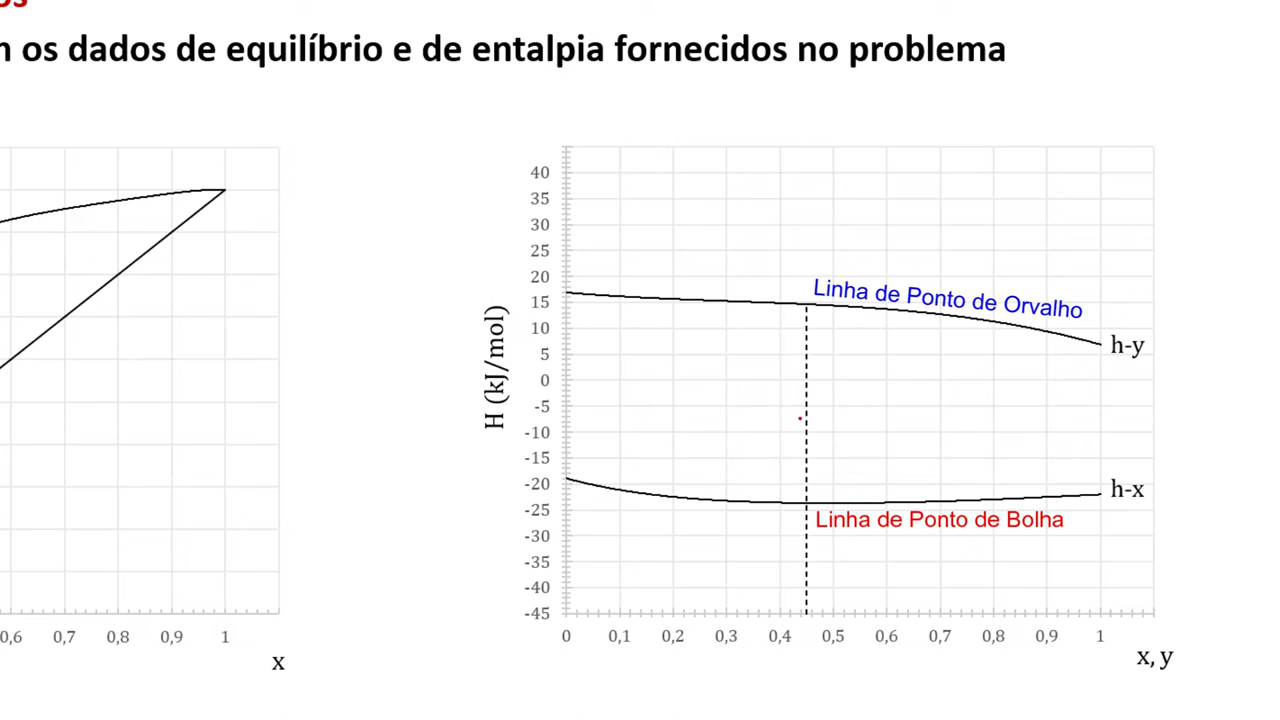 os
m os dados de equilíbrio e de entalpia fornecidos no problema
0,6 0,7 0,8 0,9 1
x
H (kJ/mol)
40
35
30
25
20
15
10
5
0
-5
-10
-15
-20
-25
-30
-35
-40
-45
Linha de Ponto de Orvalho
h-y
h-x
Linha de Ponto de Bolha
0 0,1 0,2 0,3 0,4 0,5 0,6 0,7 0,8 0,9 1
x, y